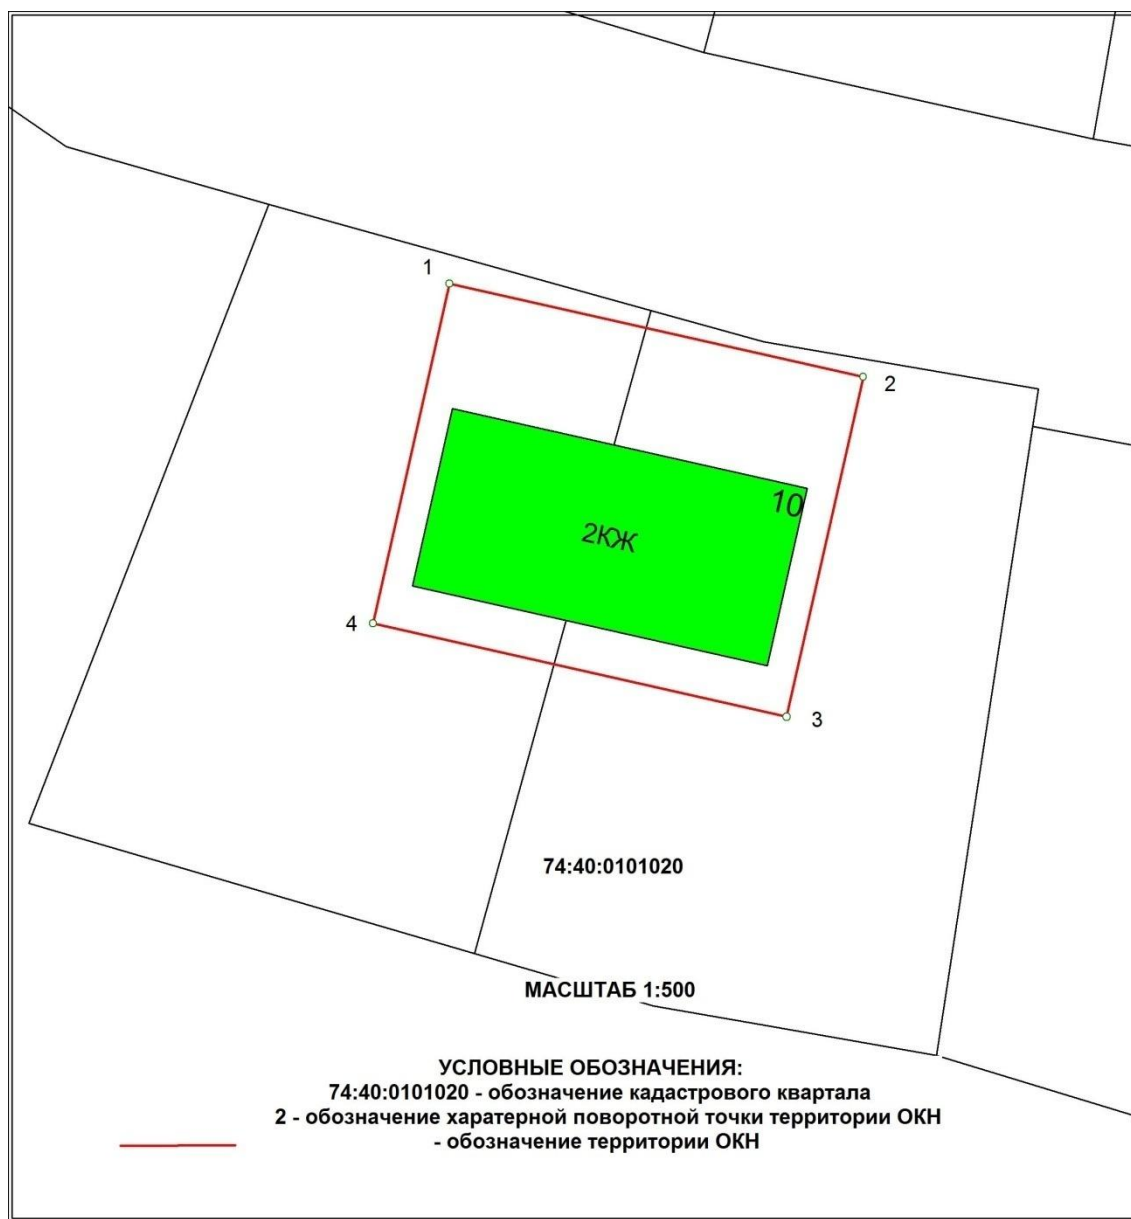 1
2
10
2КЖ
4
3
74:40:0101020
МАСШТАБ 1:500
УСЛОВНЫЕ ОБОЗНАЧЕНИЯ:
74:40:0101020 - обозначение кадастрового квартала
2 - обозначение харатерной поворотной точки территории ОКН
- обозначение территории ОКН